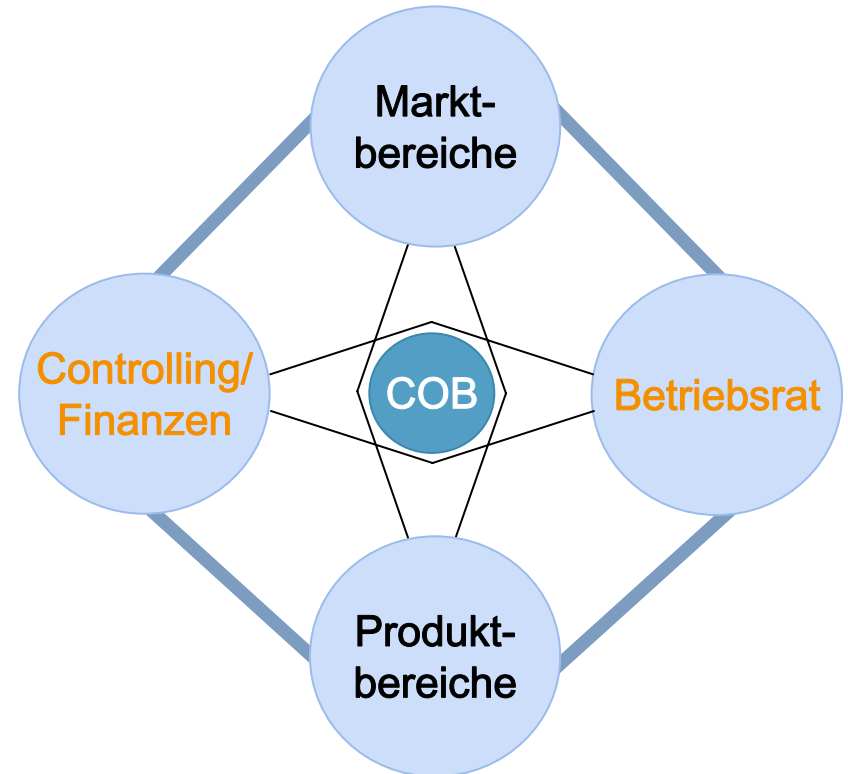 Markt-
bereiche
Controlling/
Finanzen
COB
Betriebsrat
Produkt-
bereiche